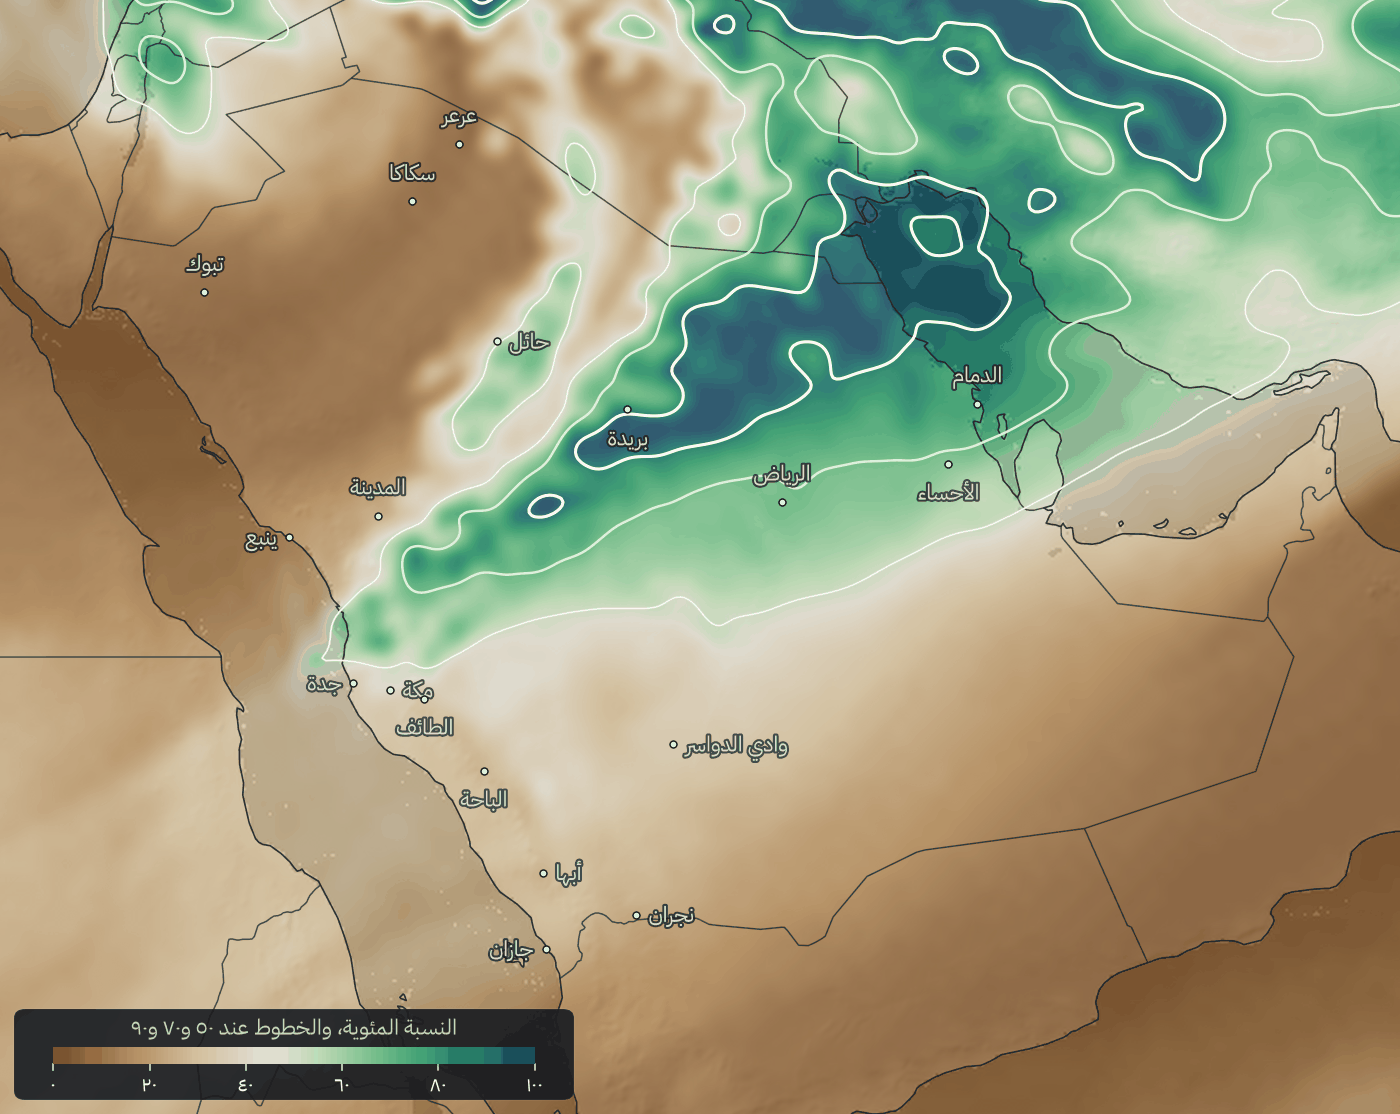 عرعر
سكاكا
تبوك
حائل
الدمام
بريدة
الرياض
الأحساء
المدينة
ينبع
جدة
مكة
الطائف
وادي الدواسر
الباحة
أبها
نجران
جازان
النسبة المئوية، والخطوط عند ٥٠ و٧٠ و٩٠
٠ ٢٠ ٤٠ ٦٠ ٨٠ ١٠٠